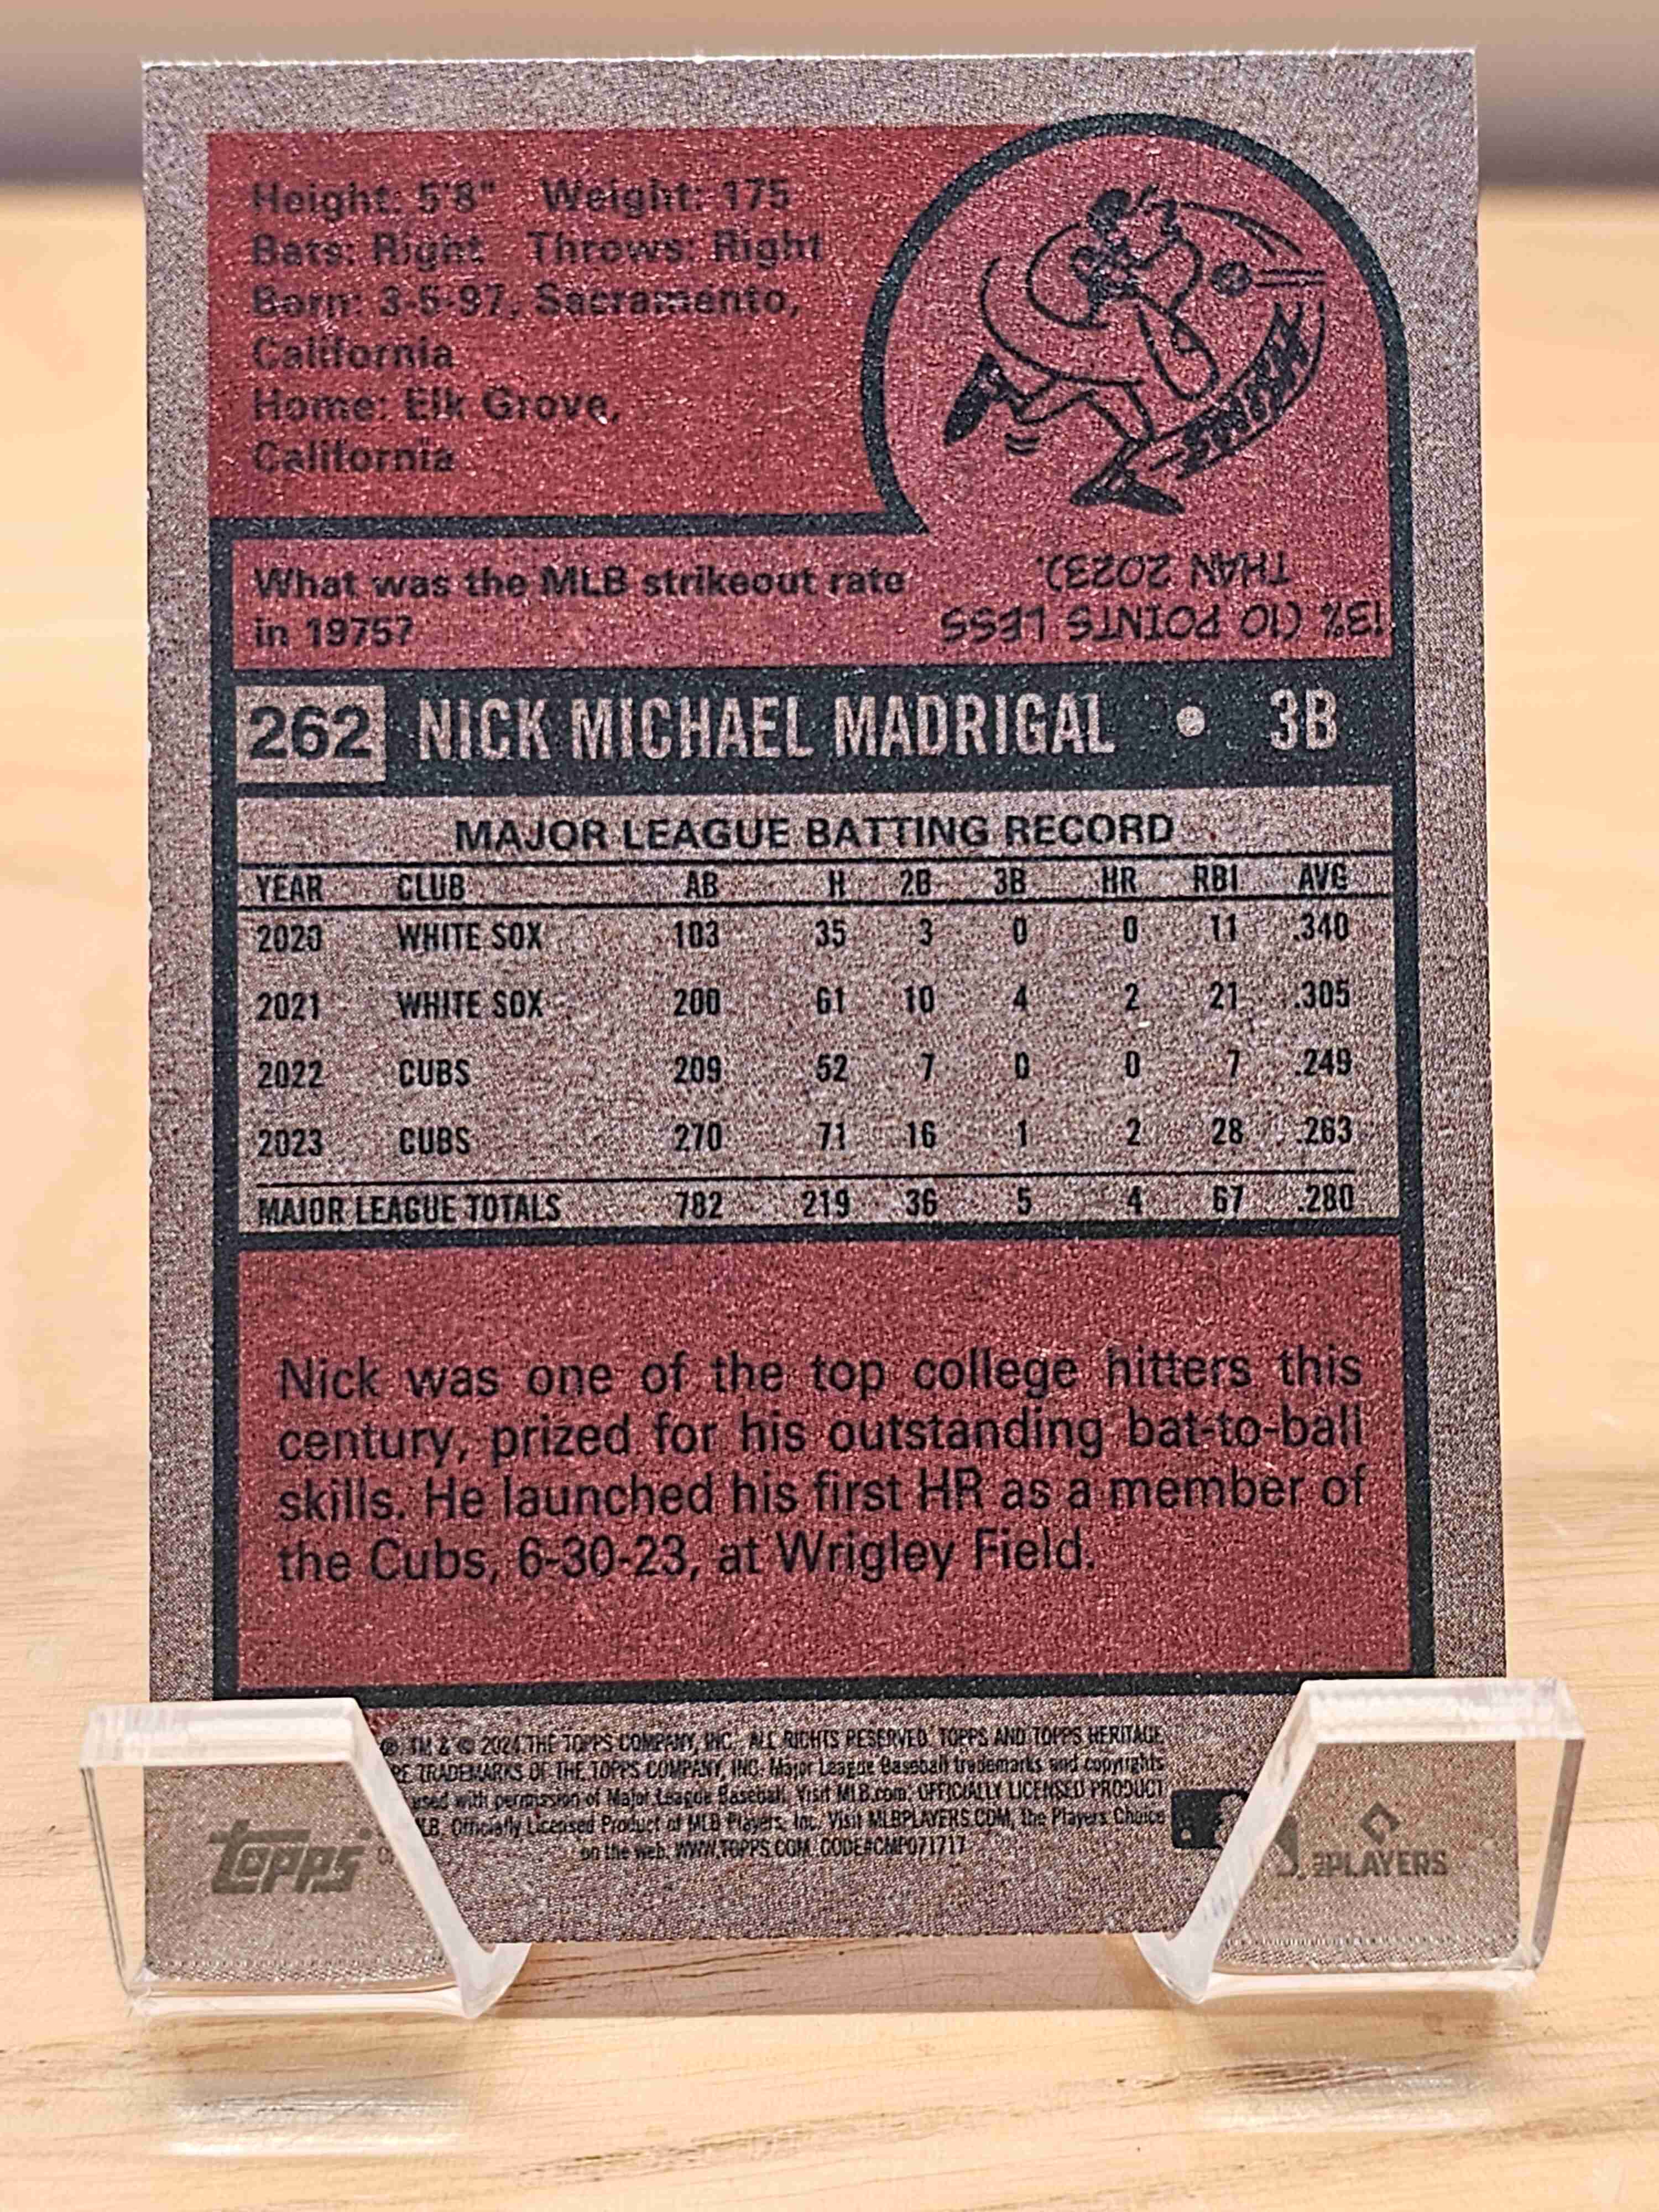 Height: 5'8" Weight: 175
Bats: Right Throws: Right
Born: 3-5-97, Sacramento,
California
Home: Elk Grove,
California
What was the MLB strikeout rate
in 1975?
13% (10 POINTS LESS
THAN 2023).
262 NICK MICHAEL MADRIGAL • 3B
MAJOR LEAGUE BATTING RECORD
YEAR CLUB AB H 2B 3B HR RBI AVG
2020 WHITE SOX 103 35 3 0 0 11 .340
2021 WHITE SOX 200 61 10 4 2 21 .305
2022 CUBS 209 52 7 0 0 7 .249
2023 CUBS 270 71 16 1 2 28 .263
MAJOR LEAGUE TOTALS 782 219 36 5 4 67 .280
Nick was one of the top college hitters this
century, prized for his outstanding bat-to-ball
skills. He launched his first HR as a member of
the Cubs, 6-30-23, at Wrigley Field.
® TM & © 2024 THE TOPPS COMPANY, INC. ALL RIGHTS RESERVED. TOPPS AND TOPPS HERITAGE
TRADEMARKS OF THE TOPPS COMPANY, INC. Major League Baseball trademarks and copyrights
used with permission of Major League Baseball. Visit MLB.com. OFFICIALLY LICENSED PRODUCT
Officially Licensed Product of MLB Players, Inc. Visit MLBPLAYERS.COM, the Players Choice
on the web. WWW.TOPPS.COM CODE#CMP071717
topps
PLAYERS